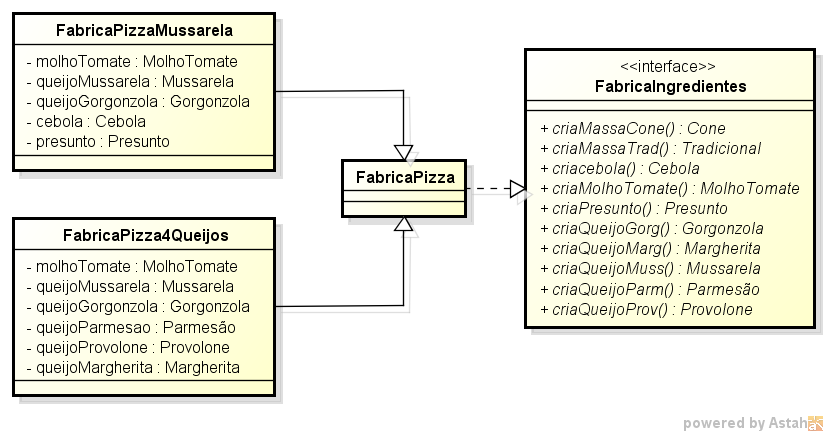 FabricaPizzaMussarela
- molhoTomate : MolhoTomate
- queijoMussarela : Mussarela
- queijoGorgonzola : Gorgonzola
- cebola : Cebola
- presunto : Presunto
FabricaPizza4Queijos
- molhoTomate : MolhoTomate
- queijoMussarela : Mussarela
- queijoGorgonzola : Gorgonzola
- queijoParmesao : Parmesão
- queijoProvolone : Provolone
- queijoMargherita : Margherita
FabricaPizza
<<interface>>
FabricaIngredientes
+ criaMassaCone() : Cone
+ criaMassaTrad() : Tradicional
+ criacebola() : Cebola
+ criaMolhoTomate() : MolhoTomate
+ criaPresunto() : Presunto
+ criaQueijoGorg() : Gorgonzola
+ criaQueijoMarg() : Margherita
+ criaQueijoMuss() : Mussarela
+ criaQueijoParm() : Parmesão
+ criaQueijoProv() : Provolone
powered by Astah